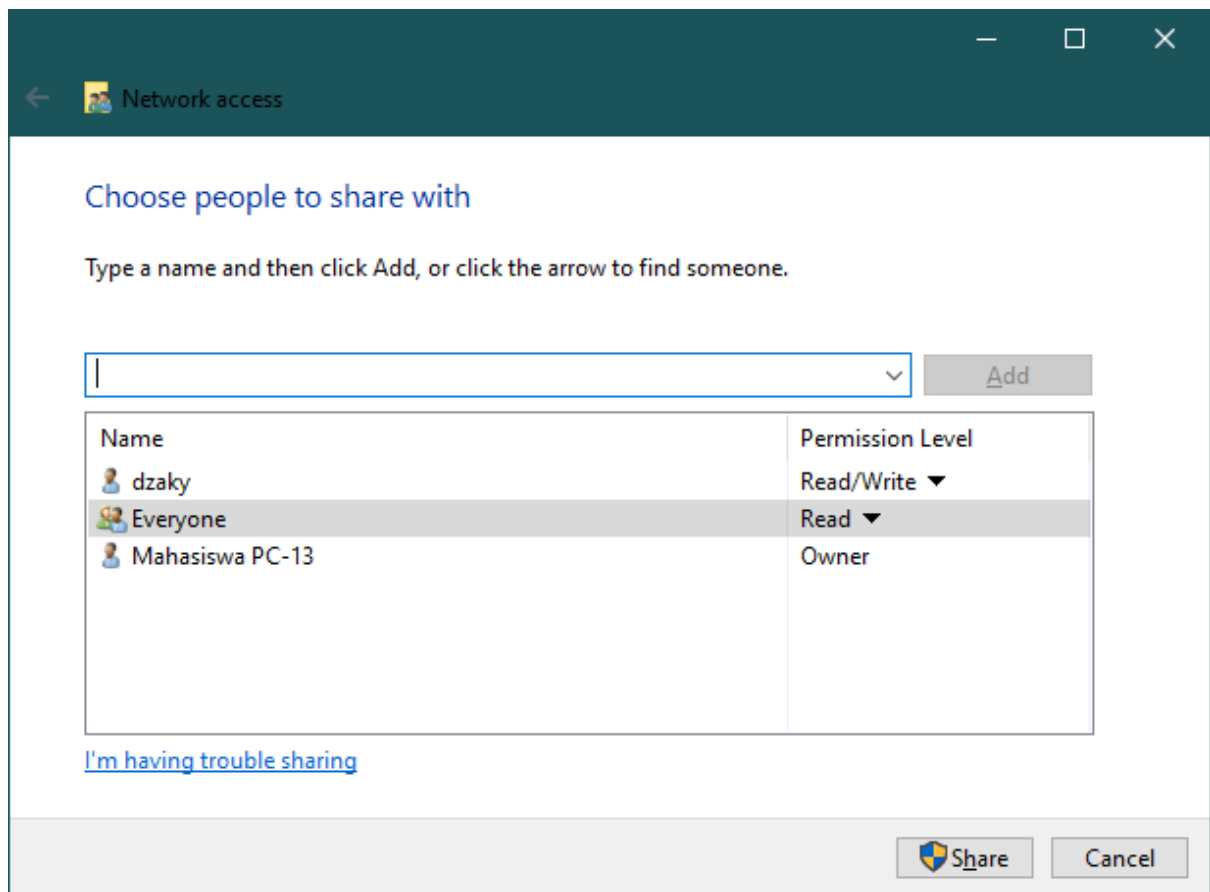 Network access
Choose people to share with
Type a name and then click Add, or click the arrow to find someone.
Add
Name Permission Level
dzaky Read/Write
Everyone Read
Mahasiswa PC-13 Owner
I'm having trouble sharing
Share Cancel